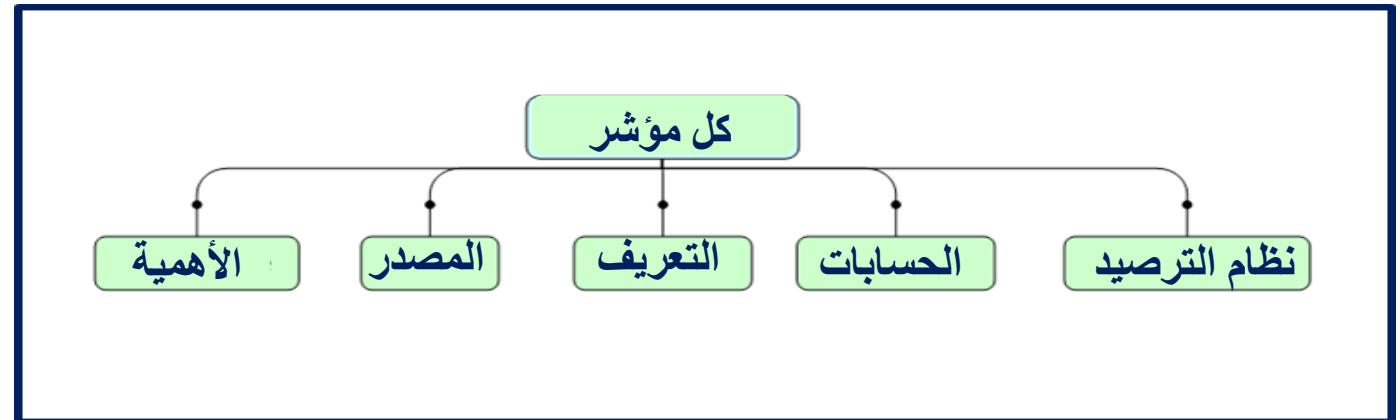 كل مؤشر
نظام الترصيد
الحسابات
التعريف
المصدر
الأهمية